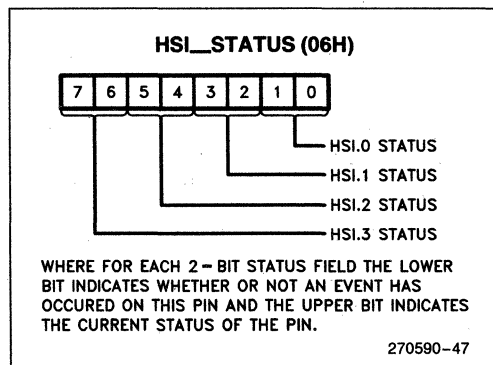 HSI__STATUS (06H)
7 6 5 4 3 2 1 0
HSI.0 STATUS
HSI.1 STATUS
HSI.2 STATUS
HSI.3 STATUS
WHERE FOR EACH 2-BIT STATUS FIELD THE LOWER
BIT INDICATES WHETHER OR NOT AN EVENT HAS
OCCURED ON THIS PIN AND THE UPPER BIT INDICATES
THE CURRENT STATUS OF THE PIN.
270590-47